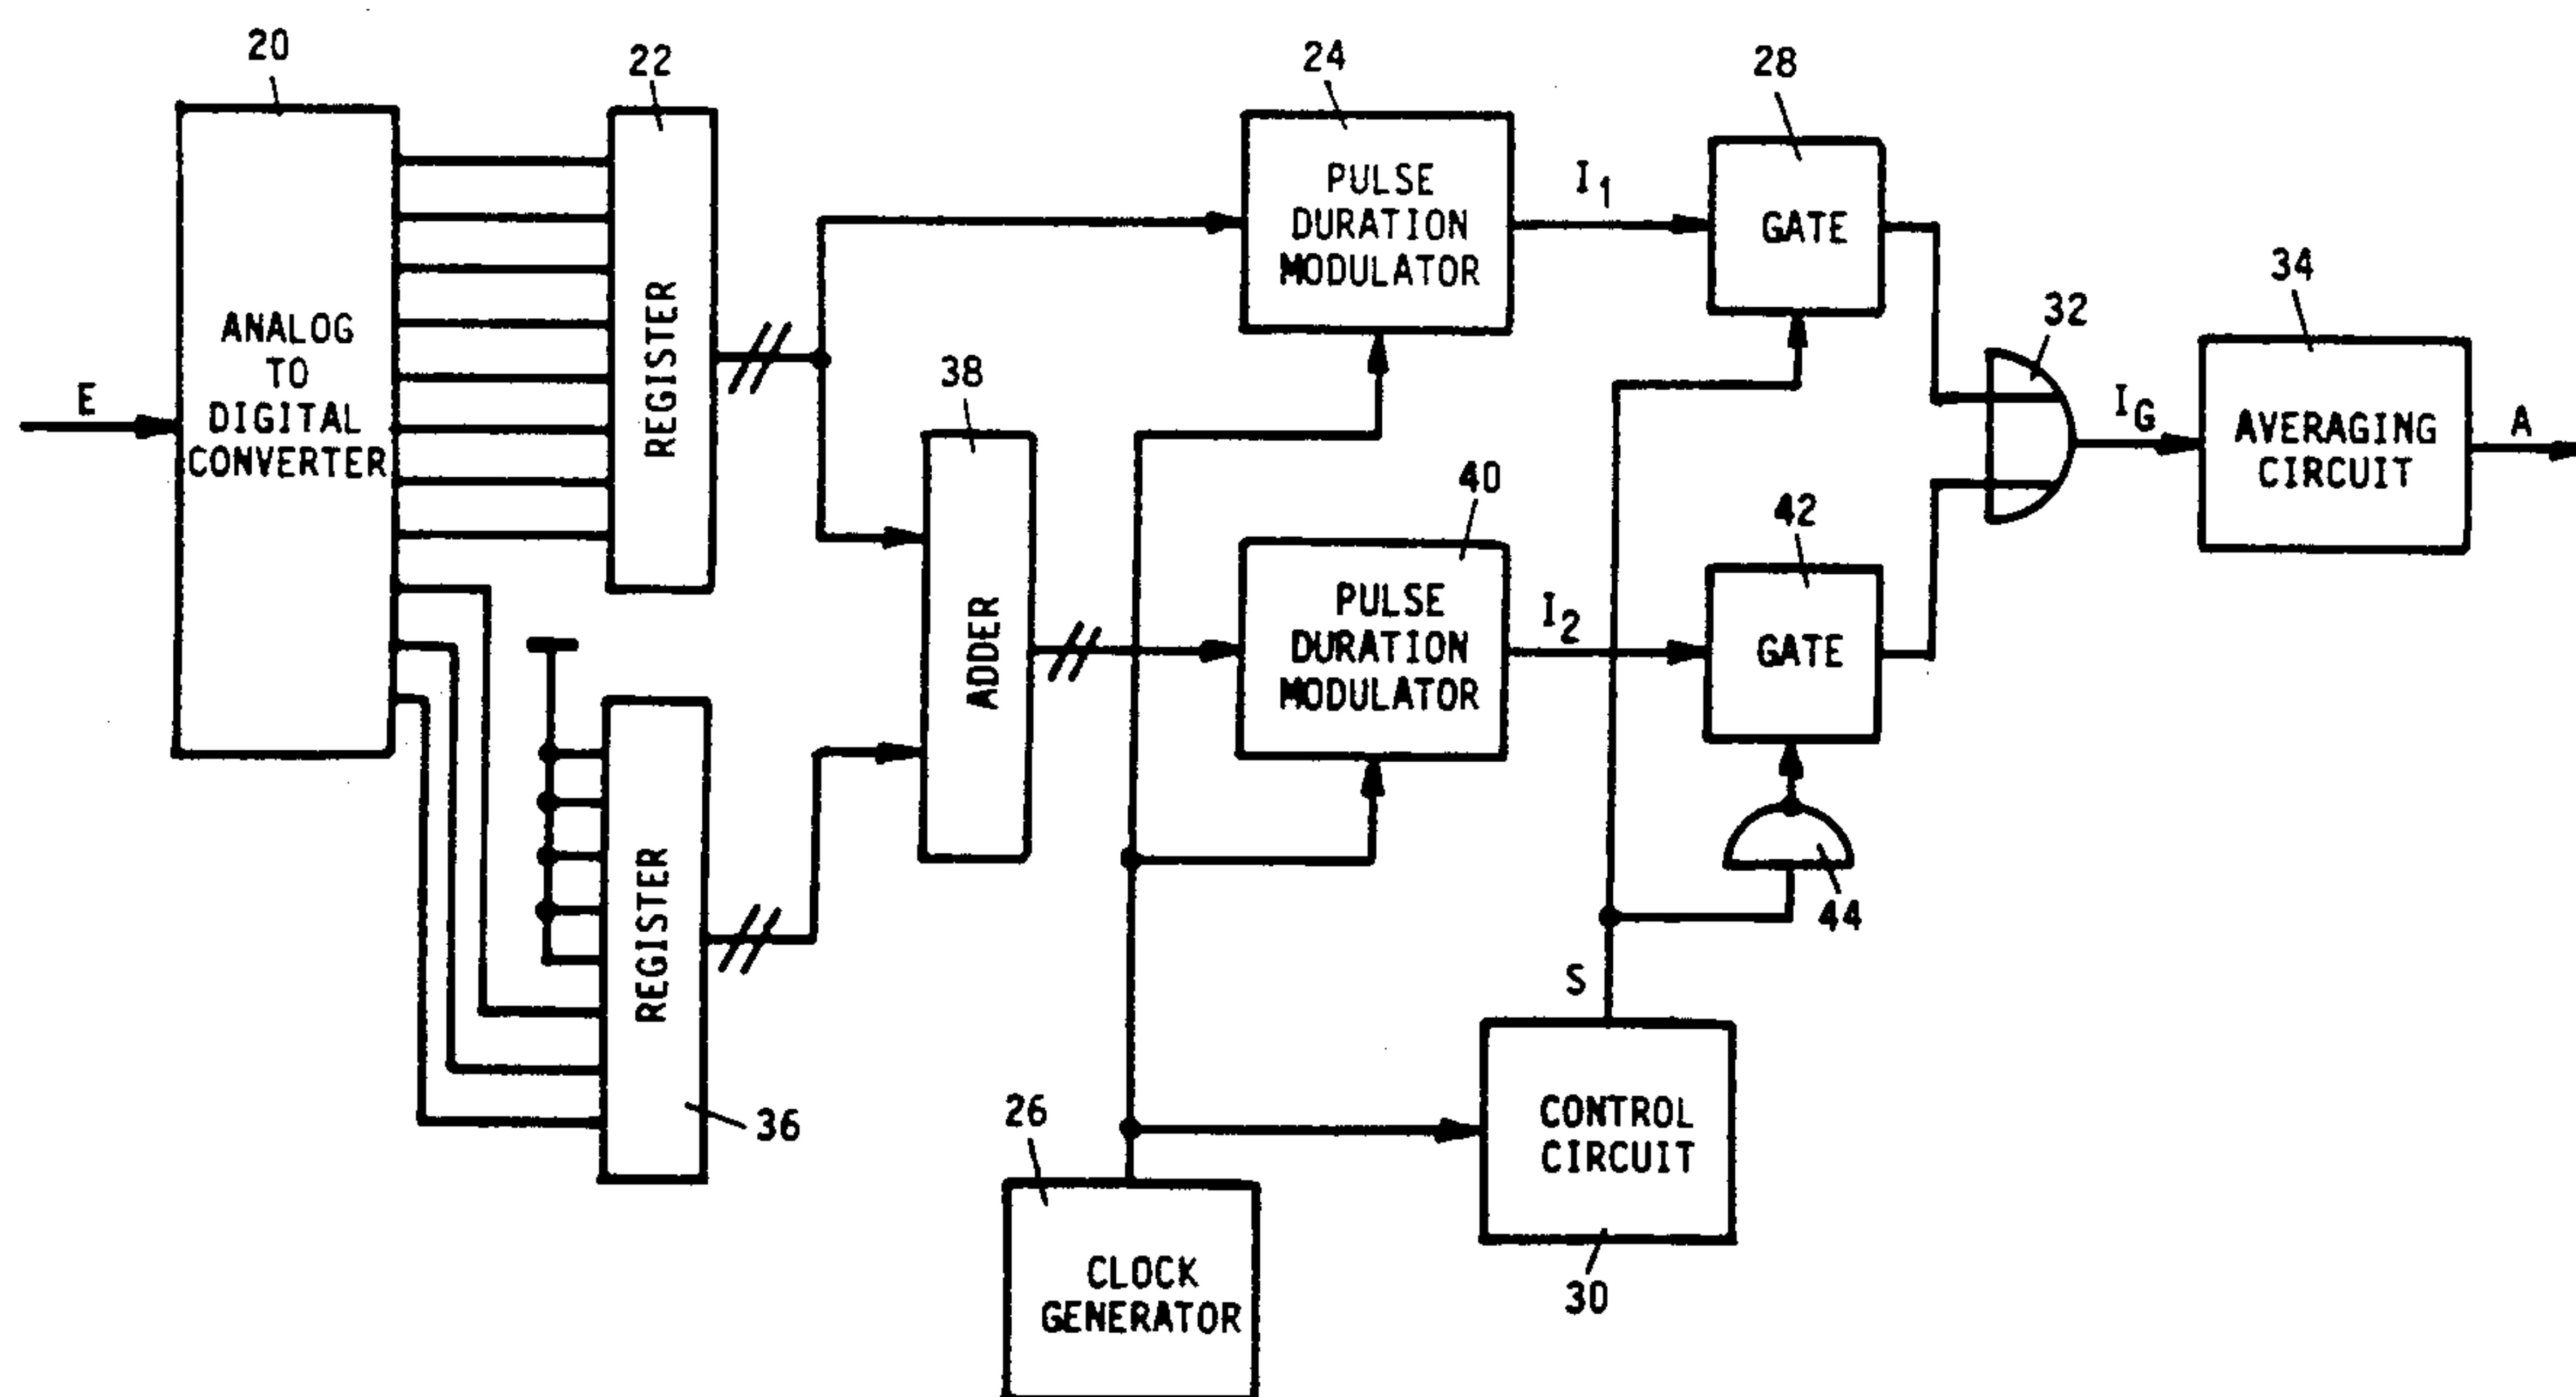 20
22
24
28
PULSE
DURATION
MODULATOR
I1
GATE
34
32
ANALOG
TO
DIGITAL
CONVERTER
E
REGISTER
38
IG
AVERAGING
CIRCUIT
A
40
42
ADDER
PULSE
DURATION
MODULATOR
I2
GATE
REGISTER
44
S
36
26
CONTROL
CIRCUIT
30
CLOCK
GENERATOR